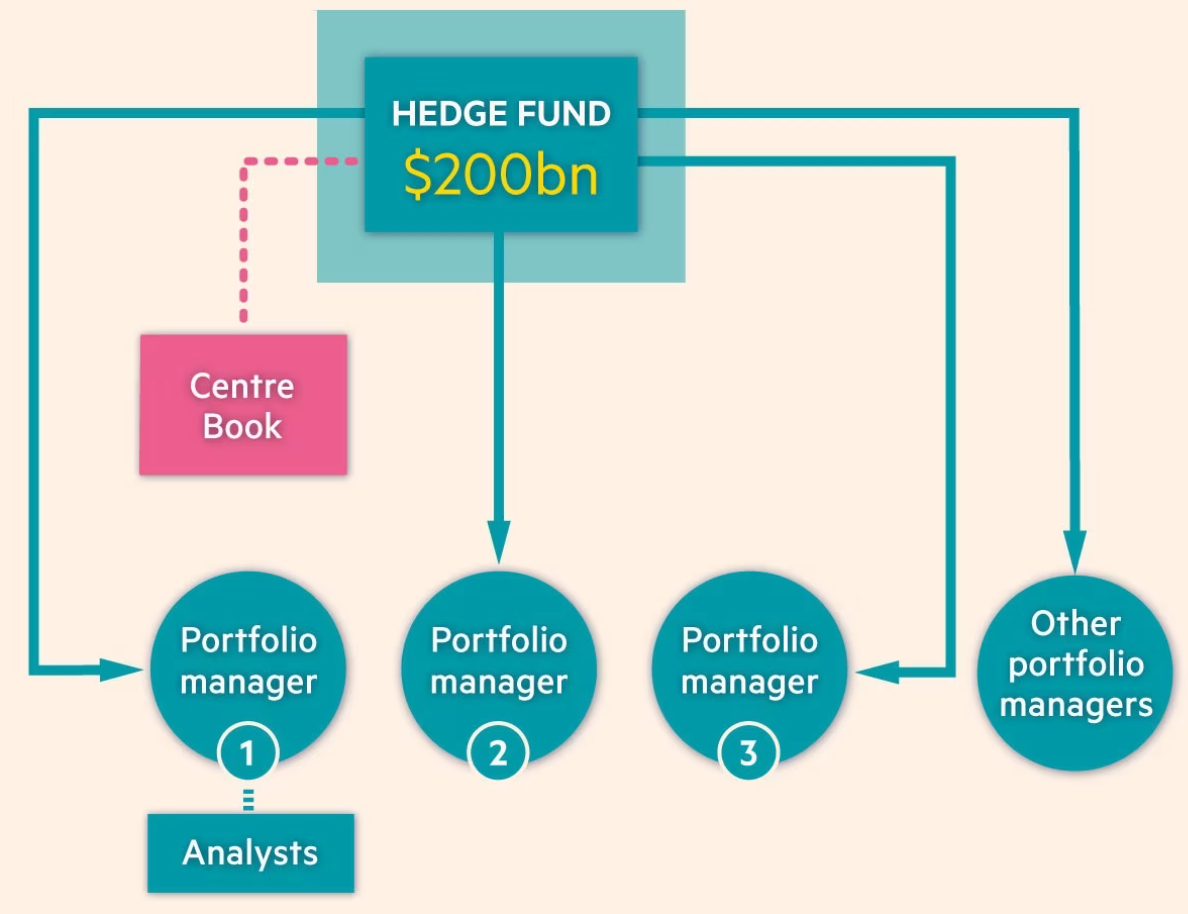 HEDGE FUND
$200bn
Centre
Book
Portfolio
manager
1
Portfolio
manager
2
Portfolio
manager
3
Other
portfolio
managers
Analysts